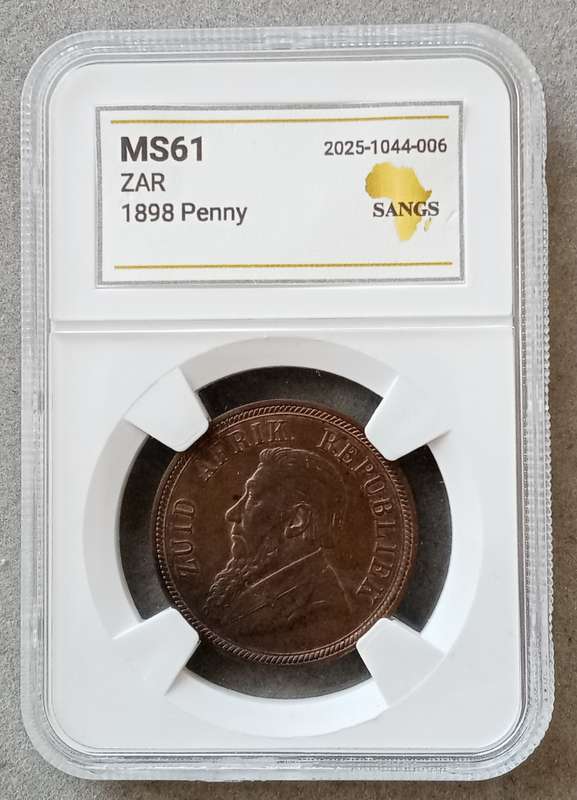 MS61
2025-1044-006
ZAR
1898 Penny
SANGS
ZUID AFRIK. REPUBLIEK